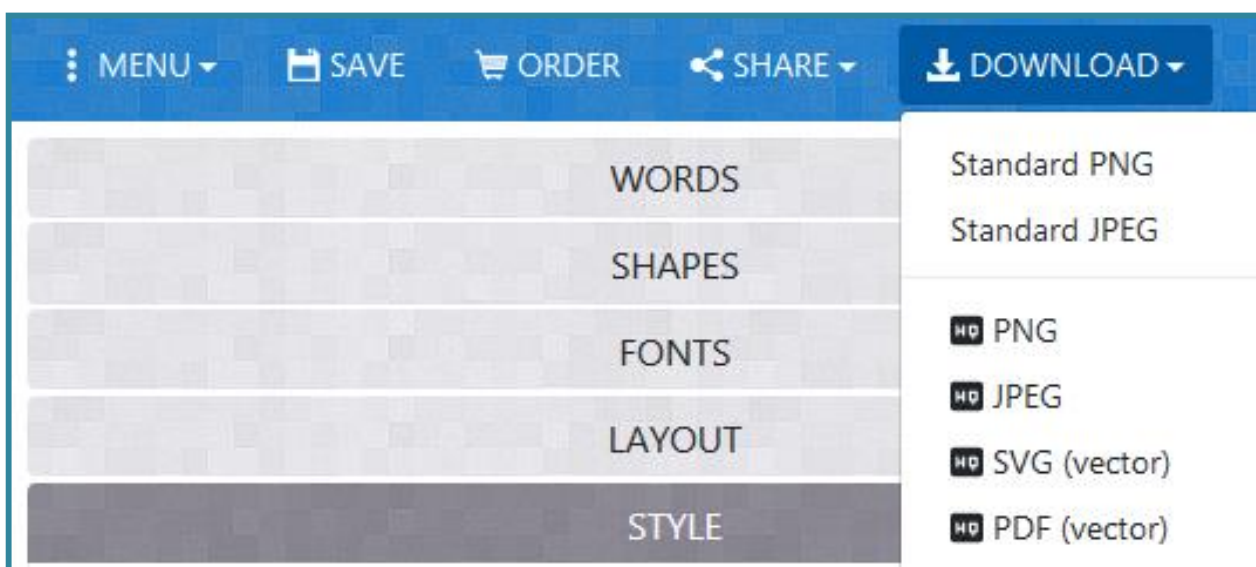 MENU SAVE ORDER SHARE DOWNLOAD
WORDS
SHAPES
FONTS
LAYOUT
STYLE
Standard PNG
Standard JPEG
HQ PNG
HQ JPEG
HQ SVG (vector)
HQ PDF (vector)